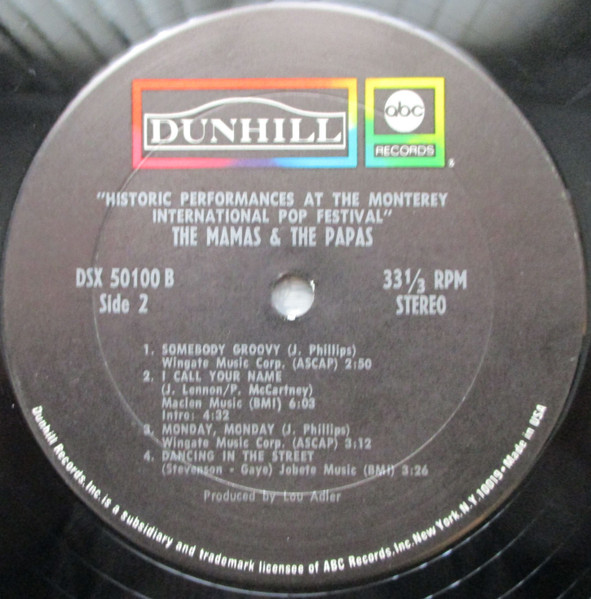 DUNHILL
abc
RECORDS
"HISTORIC PERFORMANCES AT THE MONTEREY
INTERNATIONAL POP FESTIVAL"
THE MAMAS & THE PAPAS
DSX 50100 B
Side 2
33 1/3 RPM
STEREO
1. SOMEBODY GROOVY (J. Phillips)
Wingate Music Corp. (ASCAP) 2:50
2. I CALL YOUR NAME
(J. Lennon/P. McCartney)
Maclen Music (BMI) 6:03
Intro: 4:32
3. MONDAY, MONDAY (J. Phillips)
Wingate Music Corp. (ASCAP) 3:12
4. DANCING IN THE STREET
(Stevenson - Gaye) Jobete Music (BMI) 3:26
Produced by Lou Adler
Dunhill Records, Inc. is a subsidiary and trademark licensee of ABC Records, Inc. New York, N.Y. 10019 • Made in USA